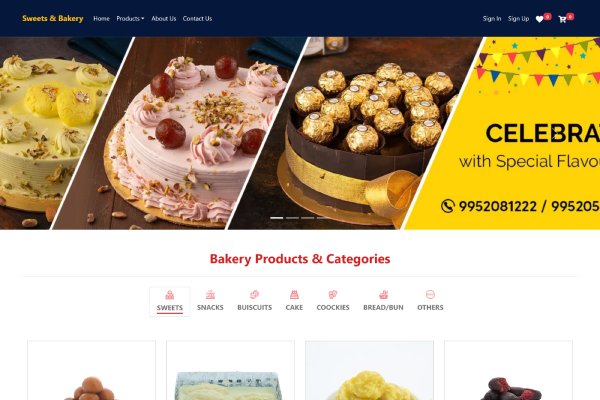 Sweets & Bakery Home Products About Us Contact Us Sign In Sign Up 0 0
CELEBRA
with Special Flavou
9952081222 / 99520
Bakery Products & Categories
SWEETS SNACKS BUISCUITS CAKE COOCKIES BREAD/BUN OTHERS